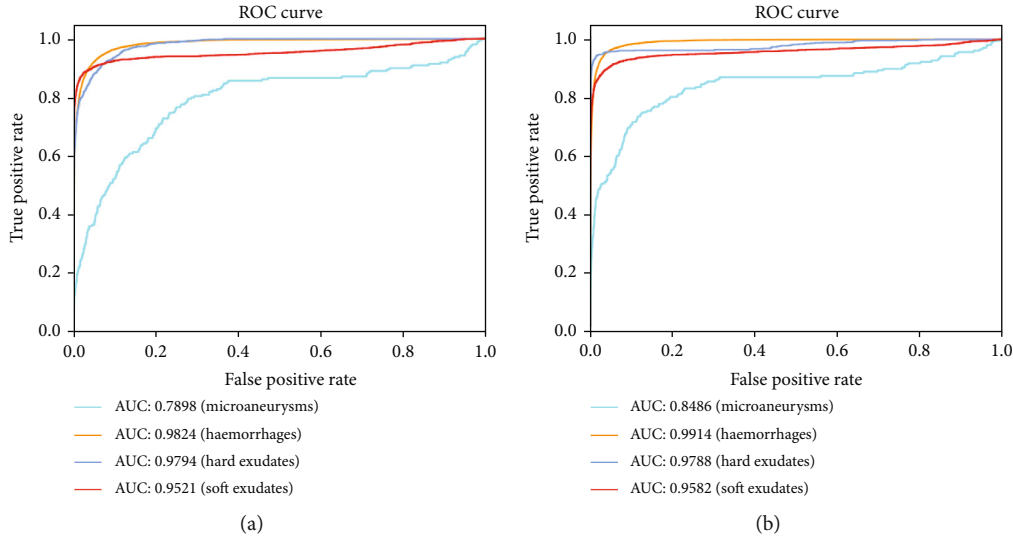 ROC curve
1.0
0.8
0.6
0.4
0.2
0.0
True positive rate
0.0 0.2 0.4 0.6 0.8 1.0
False positive rate
AUC: 0.7898 (microaneurysms)
AUC: 0.9824 (haemorrhages)
AUC: 0.9794 (hard exudates)
AUC: 0.9521 (soft exudates)
(a)
ROC curve
1.0
0.8
0.6
0.4
0.2
0.0
True positive rate
0.0 0.2 0.4 0.6 0.8 1.0
False positive rate
AUC: 0.8486 (microaneurysms)
AUC: 0.9914 (haemorrhages)
AUC: 0.9788 (hard exudates)
AUC: 0.9582 (soft exudates)
(b)